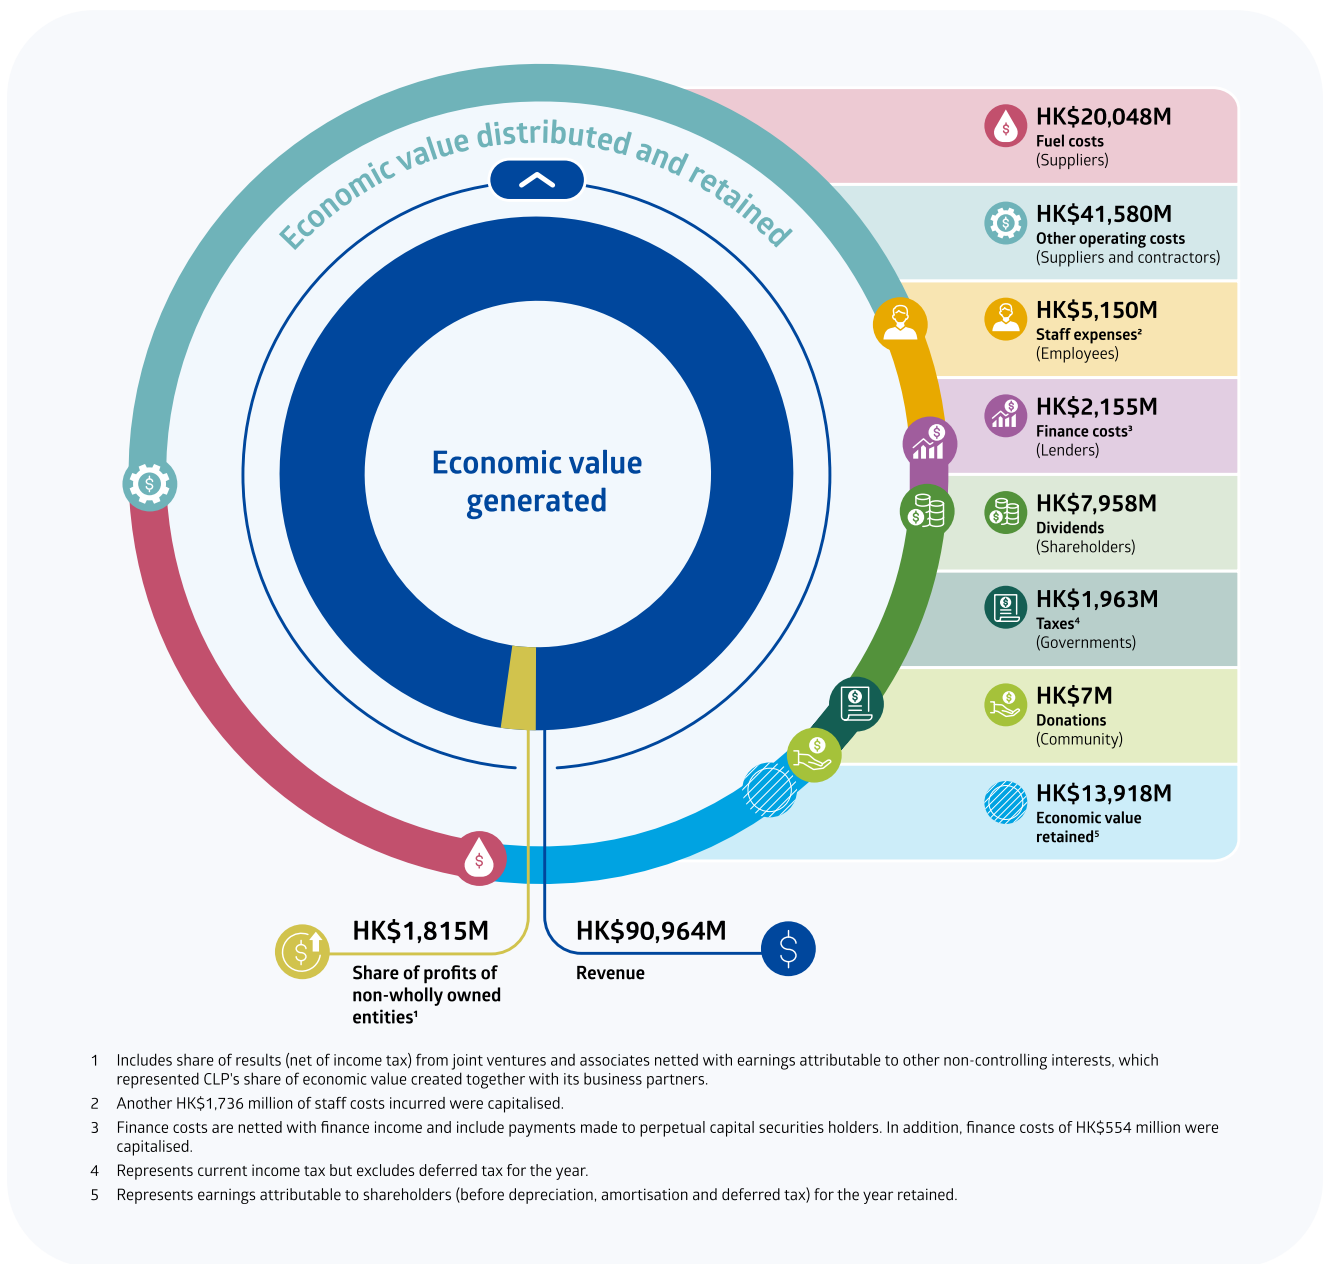 Economic value distributed and retained
Economic value
generated
HK$20,048M
Fuel costs
(Suppliers)
HK$41,580M
Other operating costs
(Suppliers and contractors)
HK$5,150M
Staff expenses²
(Employees)
HK$2,155M
Finance costs³
(Lenders)
HK$7,958M
Dividends
(Shareholders)
HK$1,963M
Taxes⁴
(Governments)
HK$7M
Donations
(Community)
HK$13,918M
Economic value
retained⁵
HK$1,815M
Share of profits of
non-wholly owned
entities¹
HK$90,964M
Revenue
1 Includes share of results (net of income tax) from joint ventures and associates netted with earnings attributable to other non-controlling interests, which
represented CLP's share of economic value created together with its business partners.
2 Another HK$1,736 million of staff costs incurred were capitalised.
3 Finance costs are netted with finance income and include payments made to perpetual capital securities holders. In addition, finance costs of HK$554 million were
capitalised.
4 Represents current income tax but excludes deferred tax for the year.
5 Represents earnings attributable to shareholders (before depreciation, amortisation and deferred tax) for the year retained.